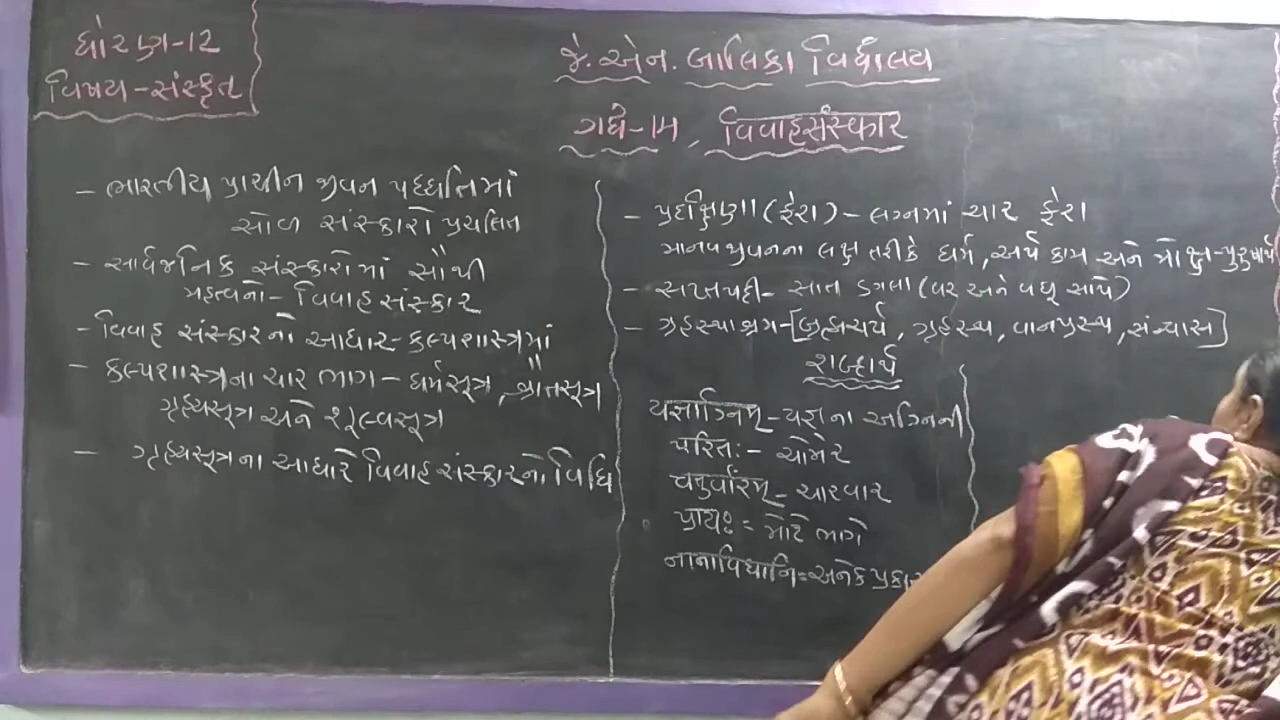 ધોરણ-12
વિષય-સંસ્કૃત
જે. એન. બાલિકા વિદ્યાલય
ગદ્ય-14, વિવાહસંસ્કાર
- ભારતીય પ્રાચીન જીવન પદ્ધતિમાં
સોળ સંસ્કારો પ્રચલિત
- સાર્વજનિક સંસ્કારોમાં સૌથી
મહત્વનો - વિવાહ સંસ્કાર
- વિવાહ સંસ્કારનો આધાર - કલ્પશાસ્ત્રમાં
- કલ્પશાસ્ત્રના ચાર ભાગ - ધર્મસૂત્ર, શ્રૌતસૂત્ર
ગૃહ્યસૂત્ર અને શુલ્વસૂત્ર
- ગૃહ્યસૂત્રના આધારે વિવાહ સંસ્કારનો વિધિ
- પ્રદક્ષિણા (ફેરા) - લગ્નમાં ચાર ફેરા
માનવજીવનના લક્ષ તરીકે ધર્મ, અર્થ કામ અને મોક્ષ - પુરુષાર્થ
- સપ્તપદી - સાત ડગલા (વર અને વધૂ સાથે)
- ગૃહસ્થાશ્રમ - [બ્રહ્મચર્ય, ગૃહસ્થ, વાનપ્રસ્થ, સંન્યાસ]
શબ્દાર્થ
યજ્ઞાગ્નિમ્ - યજ્ઞના અગ્નિની
પરિતઃ - ચોમેર
ચતુર્વારમ્ - ચારવાર
પ્રાયઃ = મોટે ભાગે
નાનાવિધાનિ = અનેક